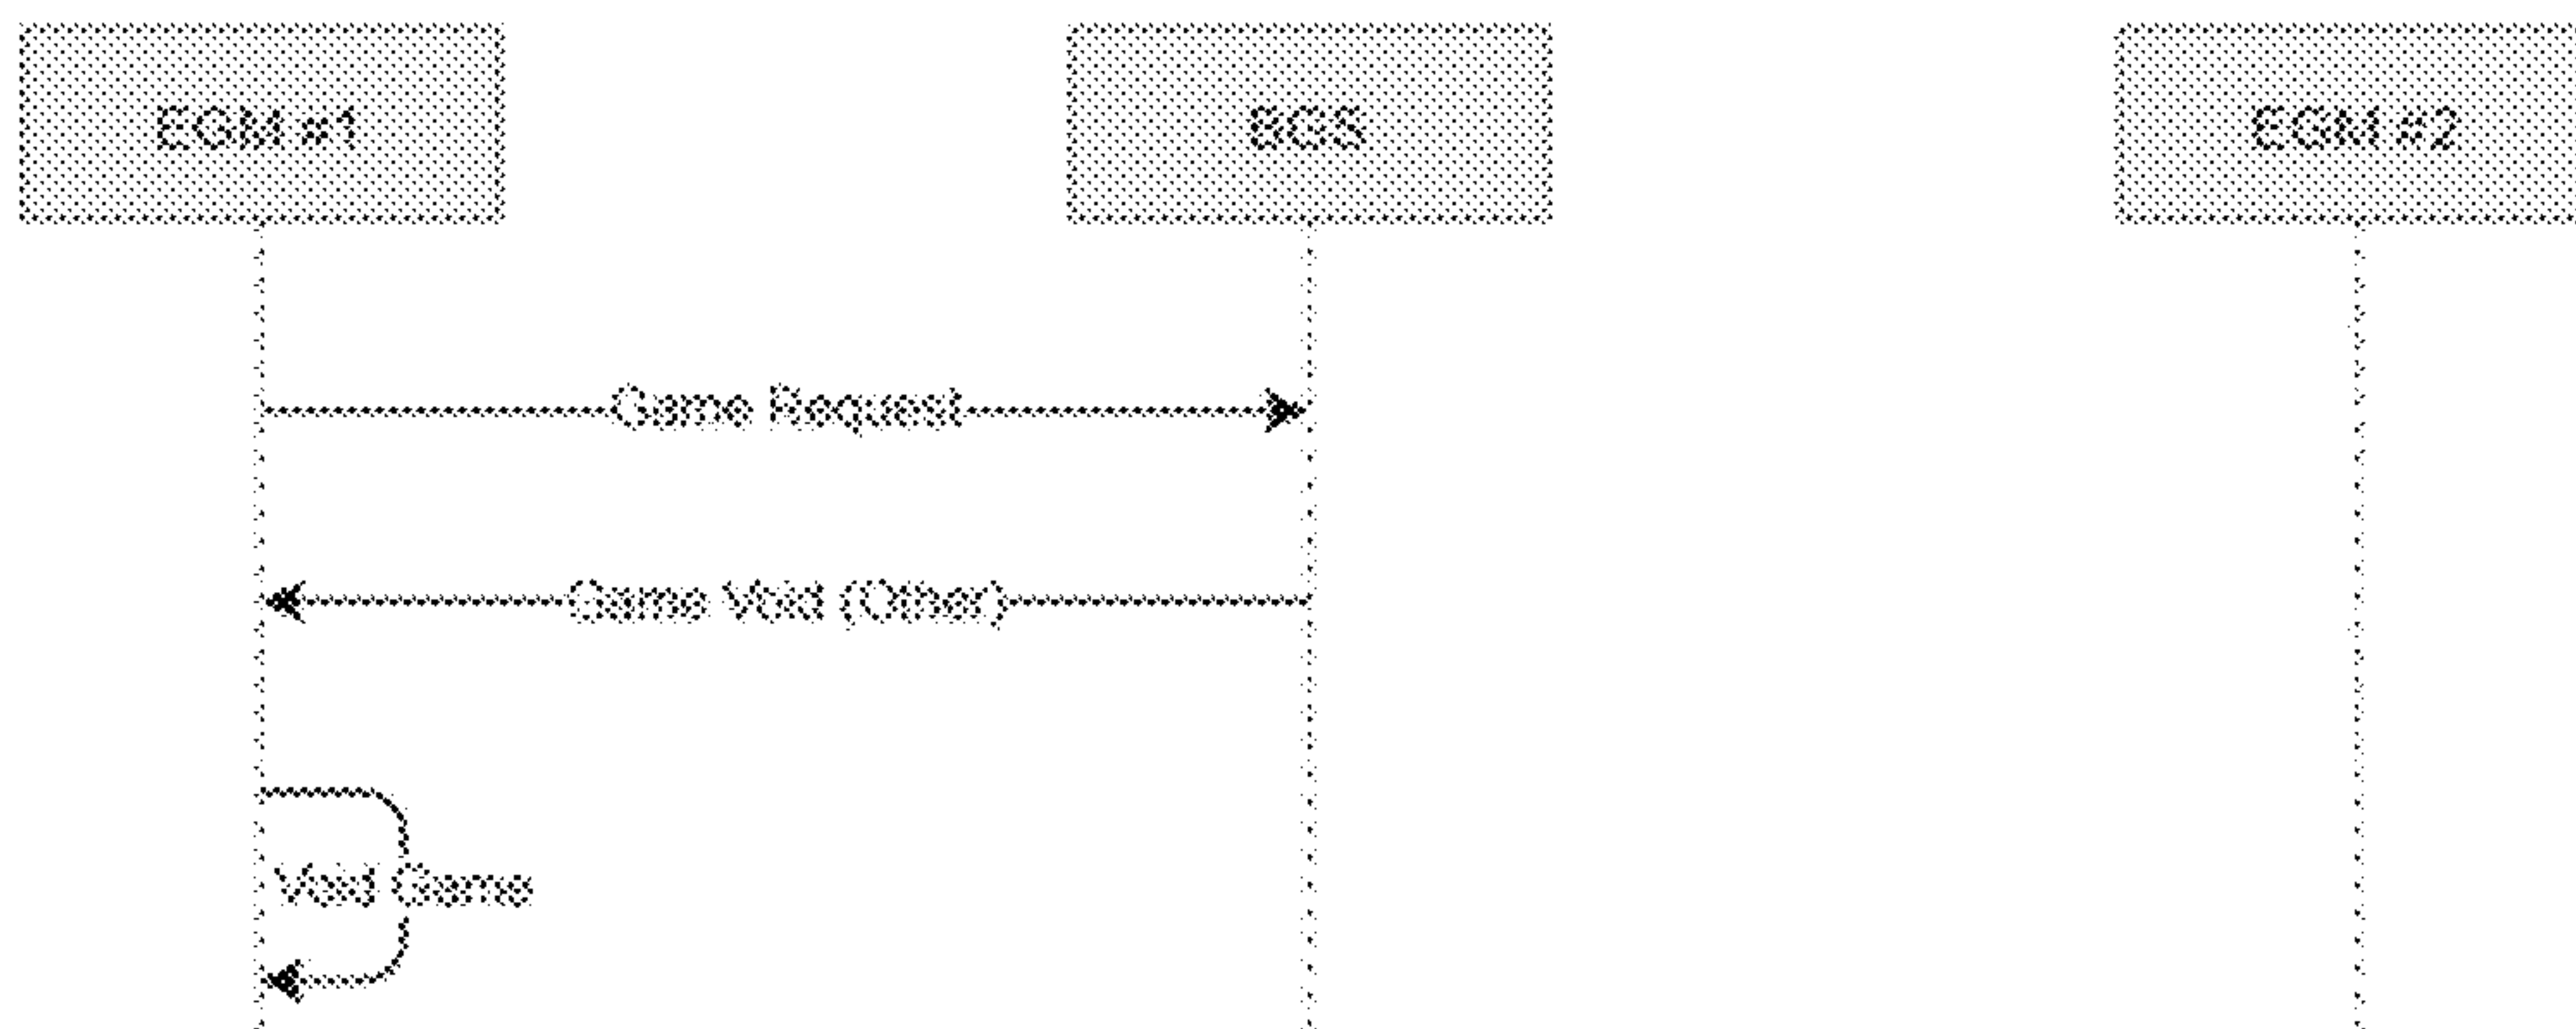 EGM #1
BGS
EGM #2
Game Request
Game Void (Other)
Void Game